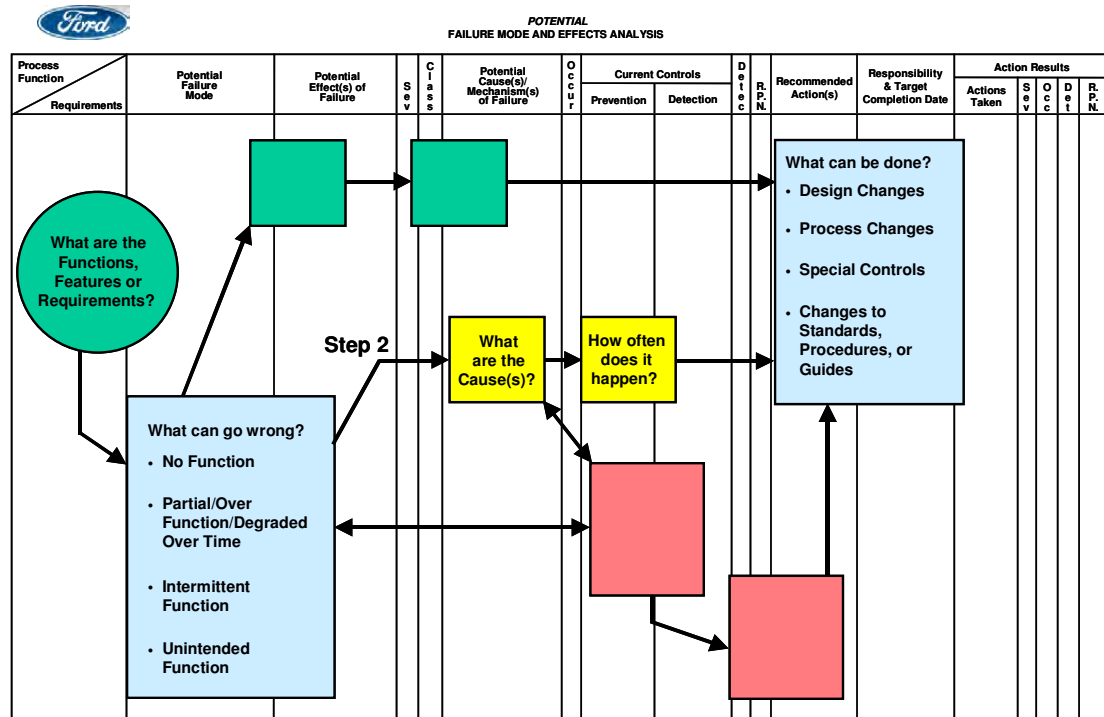 Ford
POTENTIAL
FAILURE MODE AND EFFECTS ANALYSIS
Process
Function
Requirements
Potential
Failure
Mode
Potential
Effect(s) of
Failure
S
e
v
C
l
a
s
s
Potential
Cause(s)/
Mechanism(s)
of Failure
O
c
c
u
r
Current Controls
Prevention
Detection
D
e
t
e
c
R.
P.
N.
Recommended
Action(s)
Responsibility
& Target
Completion Date
Action Results
Actions
Taken
S
e
v
O
c
c
D
e
t
R.
P.
N.
What are the
Functions,
Features or
Requirements?
What can go wrong?
• No Function
• Partial/Over
Function/Degraded
Over Time
• Intermittent
Function
• Unintended
Function
Step 2
What
are the
Cause(s)?
How often
does it
happen?
What can be done?
• Design Changes
• Process Changes
• Special Controls
• Changes to
Standards,
Procedures, or
Guides